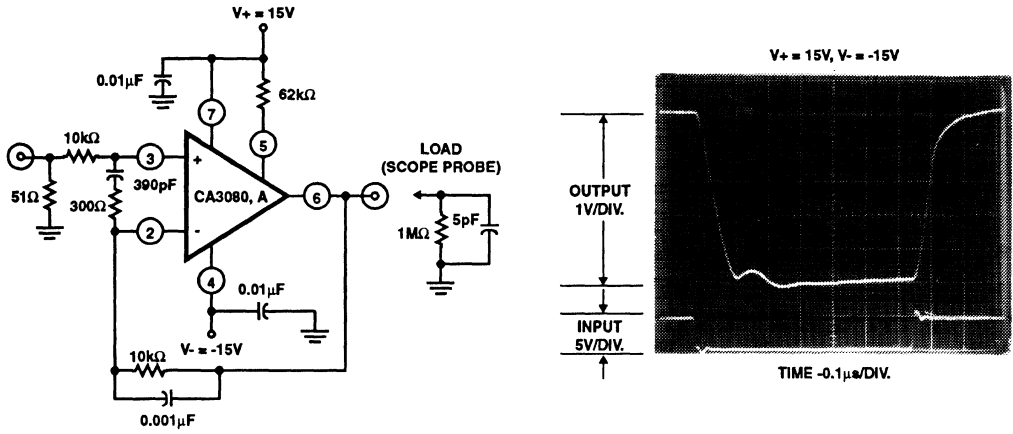 V+ = 15V
0.01μF
62kΩ
7
5
10kΩ
3
+
390pF
51Ω
300Ω
CA3080, A
6
2
-
4
0.01μF
V- = -15V
10kΩ
0.001μF
LOAD
(SCOPE PROBE)
1MΩ
5pF
V+ = 15V, V- = -15V
OUTPUT
1V/DIV.
INPUT
5V/DIV.
TIME -0.1μs/DIV.